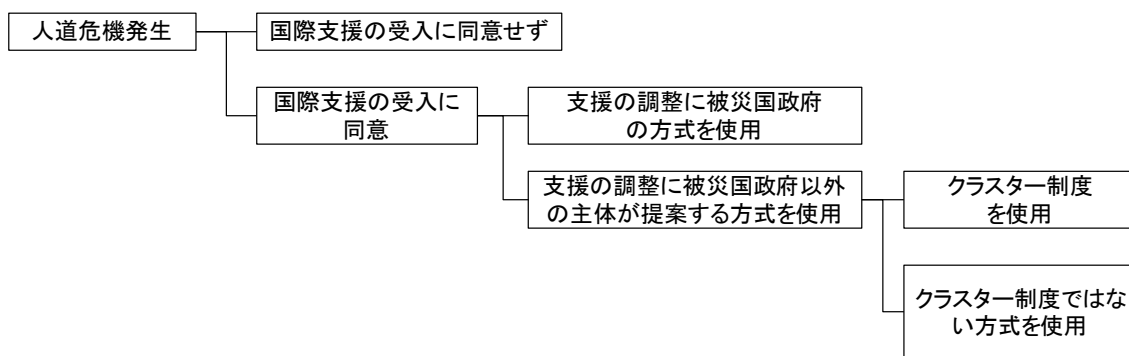 人道危機発生
国際支援の受入に同意せず
国際支援の受入に
同意
支援の調整に被災国政府
の方式を使用
支援の調整に被災国政府以外
の主体が提案する方式を使用
クラスター制度
を使用
クラスター制度ではな
い方式を使用